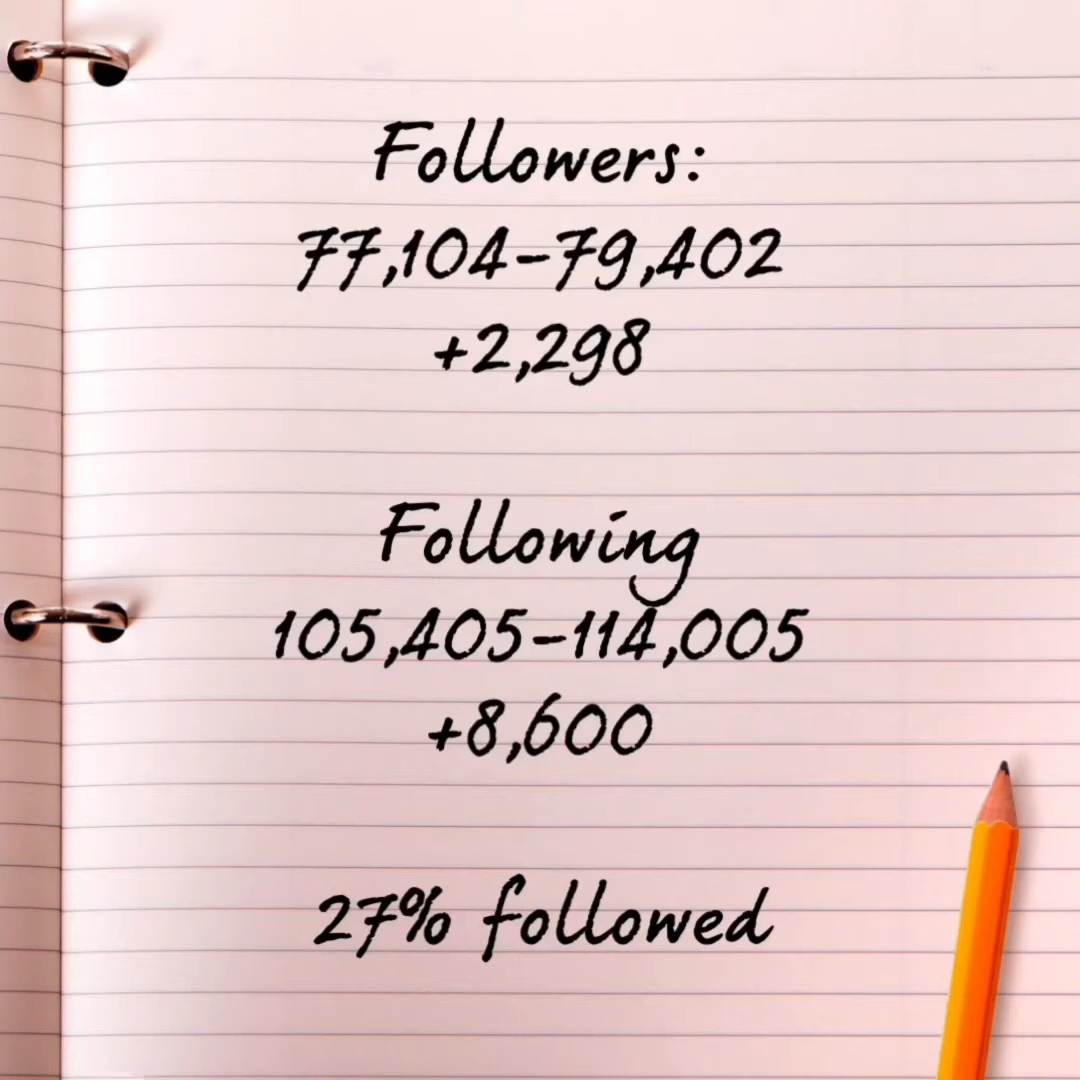 Followers:
77,104-79,402
+2,298
Following
105,405-114,005
+8,600
27% followed